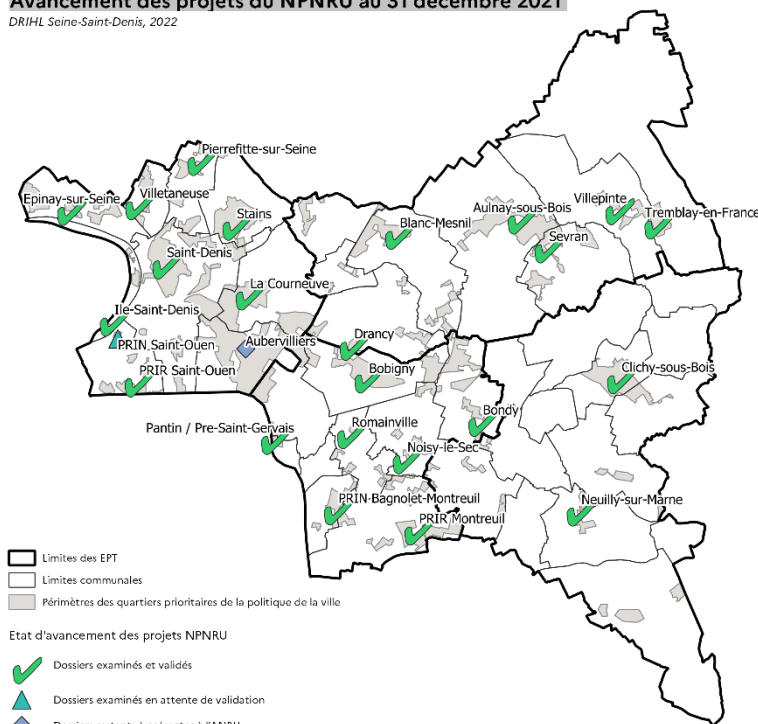 Avancement des projets du NPNRU au 31 décembre 2021
DRIHL Seine-Saint-Denis, 2022
Pierrefitte-sur-Seine
Epinay-sur-Seine
Villetaneuse
Stains
Saint-Denis
La Courneuve
Ile-Saint-Denis
PRIN Saint-Ouen
Aubervilliers
PRIR Saint-Ouen
Blanc-Mesnil
Aulnay-sous-Bois
Villepinte
Tremblay-en-France
Sevran
Drancy
Bobigny
Clichy-sous-Bois
Bondy
Pantin / Pre-Saint-Gervais
Romainville
Noisy-le-Sec
PRIN Bagnolet-Montreuil
PRIR Montreuil
Neuilly-sur-Marne
Limites des EPT
Limites communales
Périmètres des quartiers prioritaires de la politique de la ville
Etat d'avancement des projets NPNRU
Dossiers examinés et validés
Dossiers examinés en attente de validation
Dossiers restants à présenter à l'ANRU